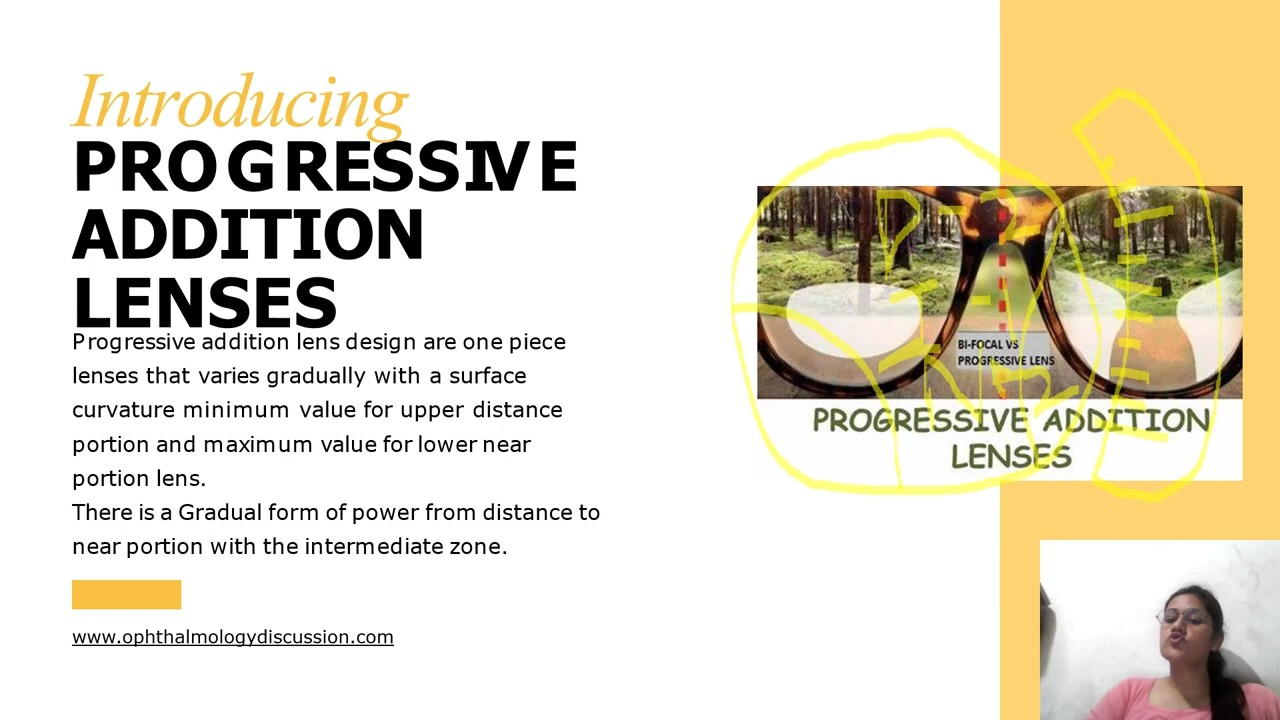 Introducing
PROGRESSIVE
ADDITION
LENSES
Progressive addition lens design are one piece
lenses that varies gradually with a surface
curvature minimum value for upper distance
portion and maximum value for lower near
portion lens.
There is a Gradual form of power from distance to
near portion with the intermediate zone.
www.ophthalmologydiscussion.com
BI-FOCAL VS
PROGRESSIVE LENS
PROGRESSIVE ADDITION
LENSES